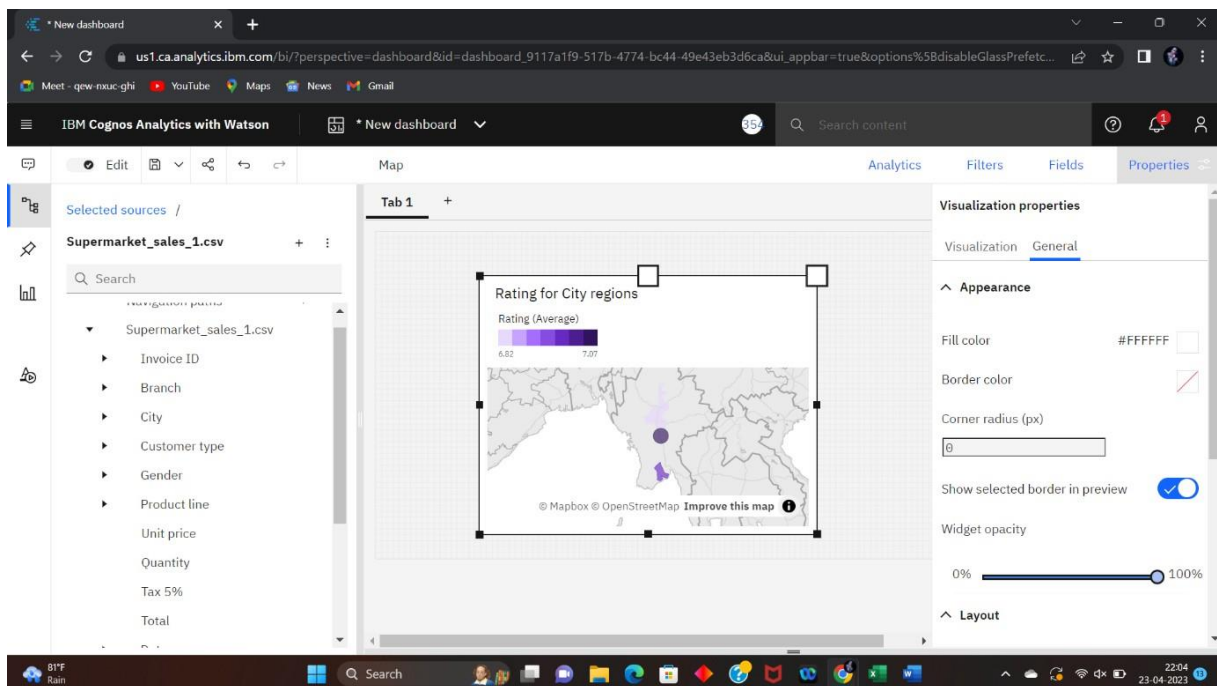 * New dashboard
us1.ca.analytics.ibm.com/bi/?perspective=dashboard&id=dashboard_9117a1f9-517b-4774-bc44-49e43eb3d6ca&ui_appbar=true&options%5BdisableGlassPrefetc...
Meet - qew-nxuc-ghi YouTube Maps News Gmail
IBM Cognos Analytics with Watson * New dashboard 354 Search content 1
Edit Map Analytics Filters Fields Properties
Selected sources /
Supermarket_sales_1.csv
Search
Navigation paths
Supermarket_sales_1.csv
Invoice ID
Branch
City
Customer type
Gender
Product line
Unit price
Quantity
Tax 5%
Total
Tab 1 +
Rating for City regions
Rating (Average)
6.82 7.07
© Mapbox © OpenStreetMap Improve this map
Visualization properties
Visualization General
Appearance
Fill color #FFFFFF
Border color
Corner radius (px)
0
Show selected border in preview
Widget opacity
0% 100%
Layout
81°F
Rain
Search
22:04
23-04-2023